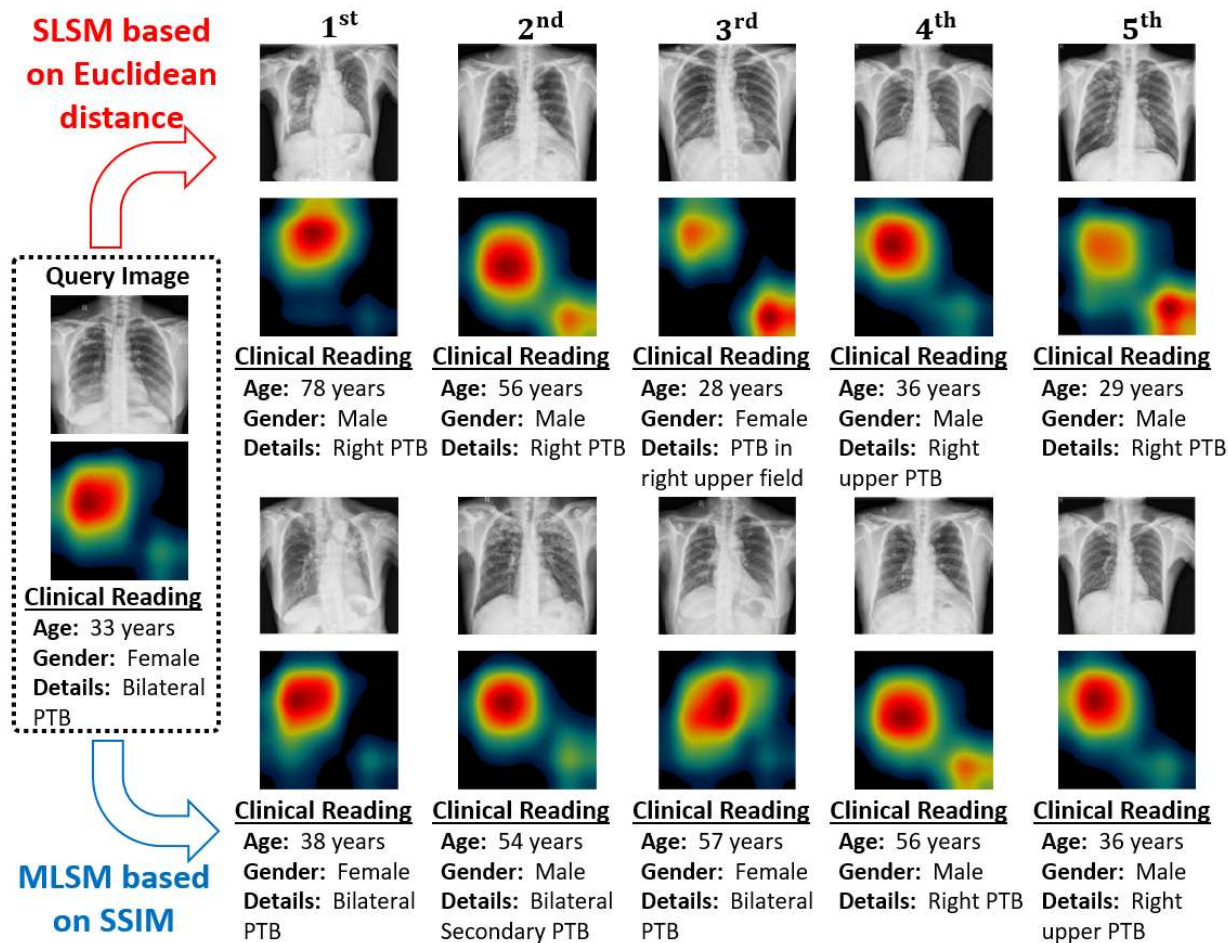 SLSM based
on Euclidean
distance
1st
2nd
3rd
4th
5th
Query Image
Clinical Reading
Age: 33 years
Gender: Female
Details: Bilateral
PTB
Clinical Reading
Age: 78 years
Gender: Male
Details: Right PTB
Clinical Reading
Age: 56 years
Gender: Male
Details: Right PTB
Clinical Reading
Age: 28 years
Gender: Female
Details: PTB in
right upper field
Clinical Reading
Age: 36 years
Gender: Male
Details: Right
upper PTB
Clinical Reading
Age: 29 years
Gender: Male
Details: Right PTB
MLSM based
on SSIM
Clinical Reading
Age: 38 years
Gender: Female
Details: Bilateral
PTB
Clinical Reading
Age: 54 years
Gender: Male
Details: Bilateral
Secondary PTB
Clinical Reading
Age: 57 years
Gender: Female
Details: Bilateral
PTB
Clinical Reading
Age: 56 years
Gender: Male
Details: Right PTB
Clinical Reading
Age: 36 years
Gender: Male
Details: Right
upper PTB